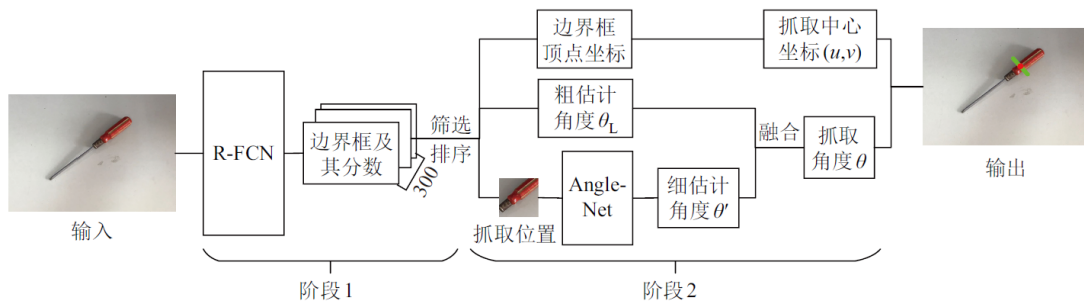 输入
R-FCN
边界框及
其分数
300
筛选
排序
边界框
顶点坐标
抓取中心
坐标(u,v)
粗估计
角度θL
融合
抓取
角度θ
抓取位置
Angle-
Net
细估计
角度θ′
输出
阶段1
阶段2